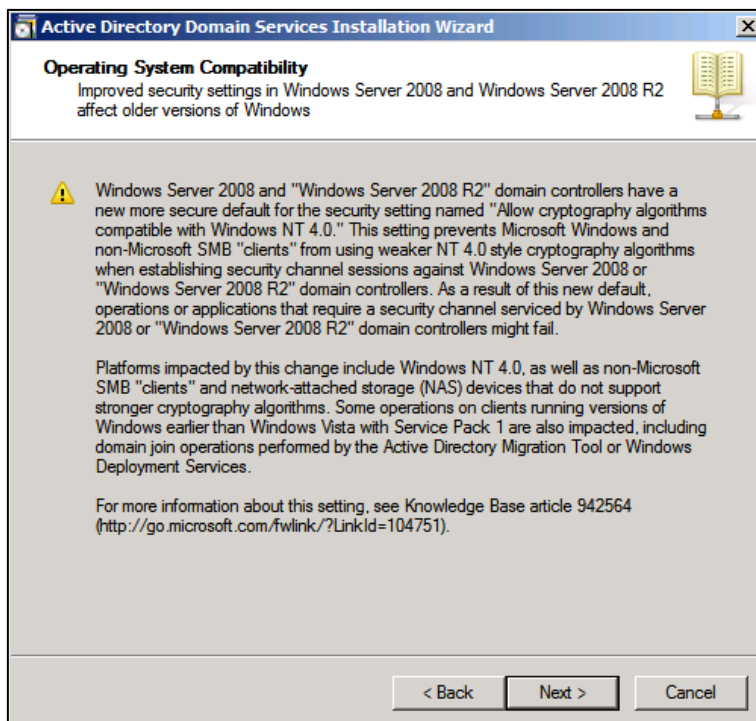 Active Directory Domain Services Installation Wizard
Operating System Compatibility
Improved security settings in Windows Server 2008 and Windows Server 2008 R2
affect older versions of Windows
Windows Server 2008 and "Windows Server 2008 R2" domain controllers have a
new more secure default for the security setting named "Allow cryptography algorithms
compatible with Windows NT 4.0." This setting prevents Microsoft Windows and
non-Microsoft SMB "clients" from using weaker NT 4.0 style cryptography algorithms
when establishing security channel sessions against Windows Server 2008 or
"Windows Server 2008 R2" domain controllers. As a result of this new default,
operations or applications that require a security channel serviced by Windows Server
2008 or "Windows Server 2008 R2" domain controllers might fail.
Platforms impacted by this change include Windows NT 4.0, as well as non-Microsoft
SMB "clients" and network-attached storage (NAS) devices that do not support
stronger cryptography algorithms. Some operations on clients running versions of
Windows earlier than Windows Vista with Service Pack 1 are also impacted, including
domain join operations performed by the Active Directory Migration Tool or Windows
Deployment Services.
For more information about this setting, see Knowledge Base article 942564
(http://go.microsoft.com/fwlink/?LinkId=104751).
< Back
Next >
Cancel